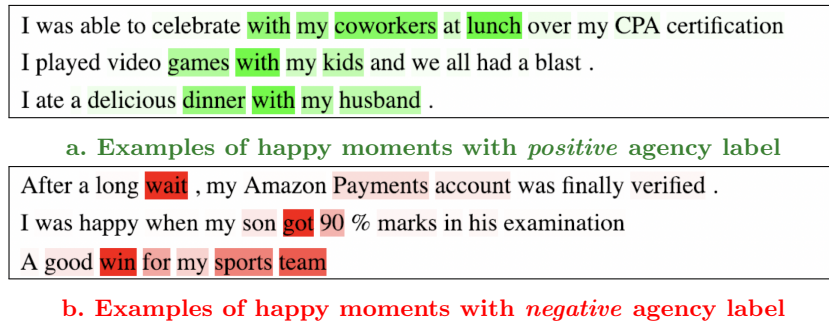 I was able to celebrate with my coworkers at lunch over my CPA certification
I played video games with my kids and we all had a blast .
I ate a delicious dinner with my husband .
a. Examples of happy moments with positive agency label
After a long wait , my Amazon Payments account was finally verified .
I was happy when my son got 90 % marks in his examination
A good win for my sports team
b. Examples of happy moments with negative agency label